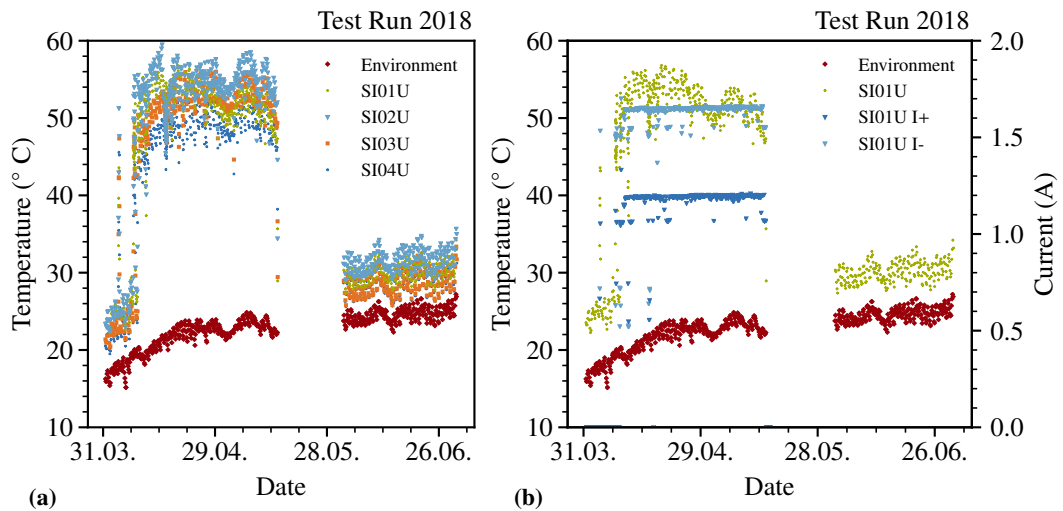 Test Run 2018
60
50
40
30
20
10
Temperature (° C)
Environment
SI01U
SI02U
SI03U
SI04U
31.03. 29.04. 28.05. 26.06.
Date
(a)
Test Run 2018
60
50
40
30
20
10
Temperature (° C)
Environment
SI01U
SI01U I+
SI01U I-
2.0
1.5
1.0
0.5
0.0
Current (A)
31.03. 29.04. 28.05. 26.06.
Date
(b)